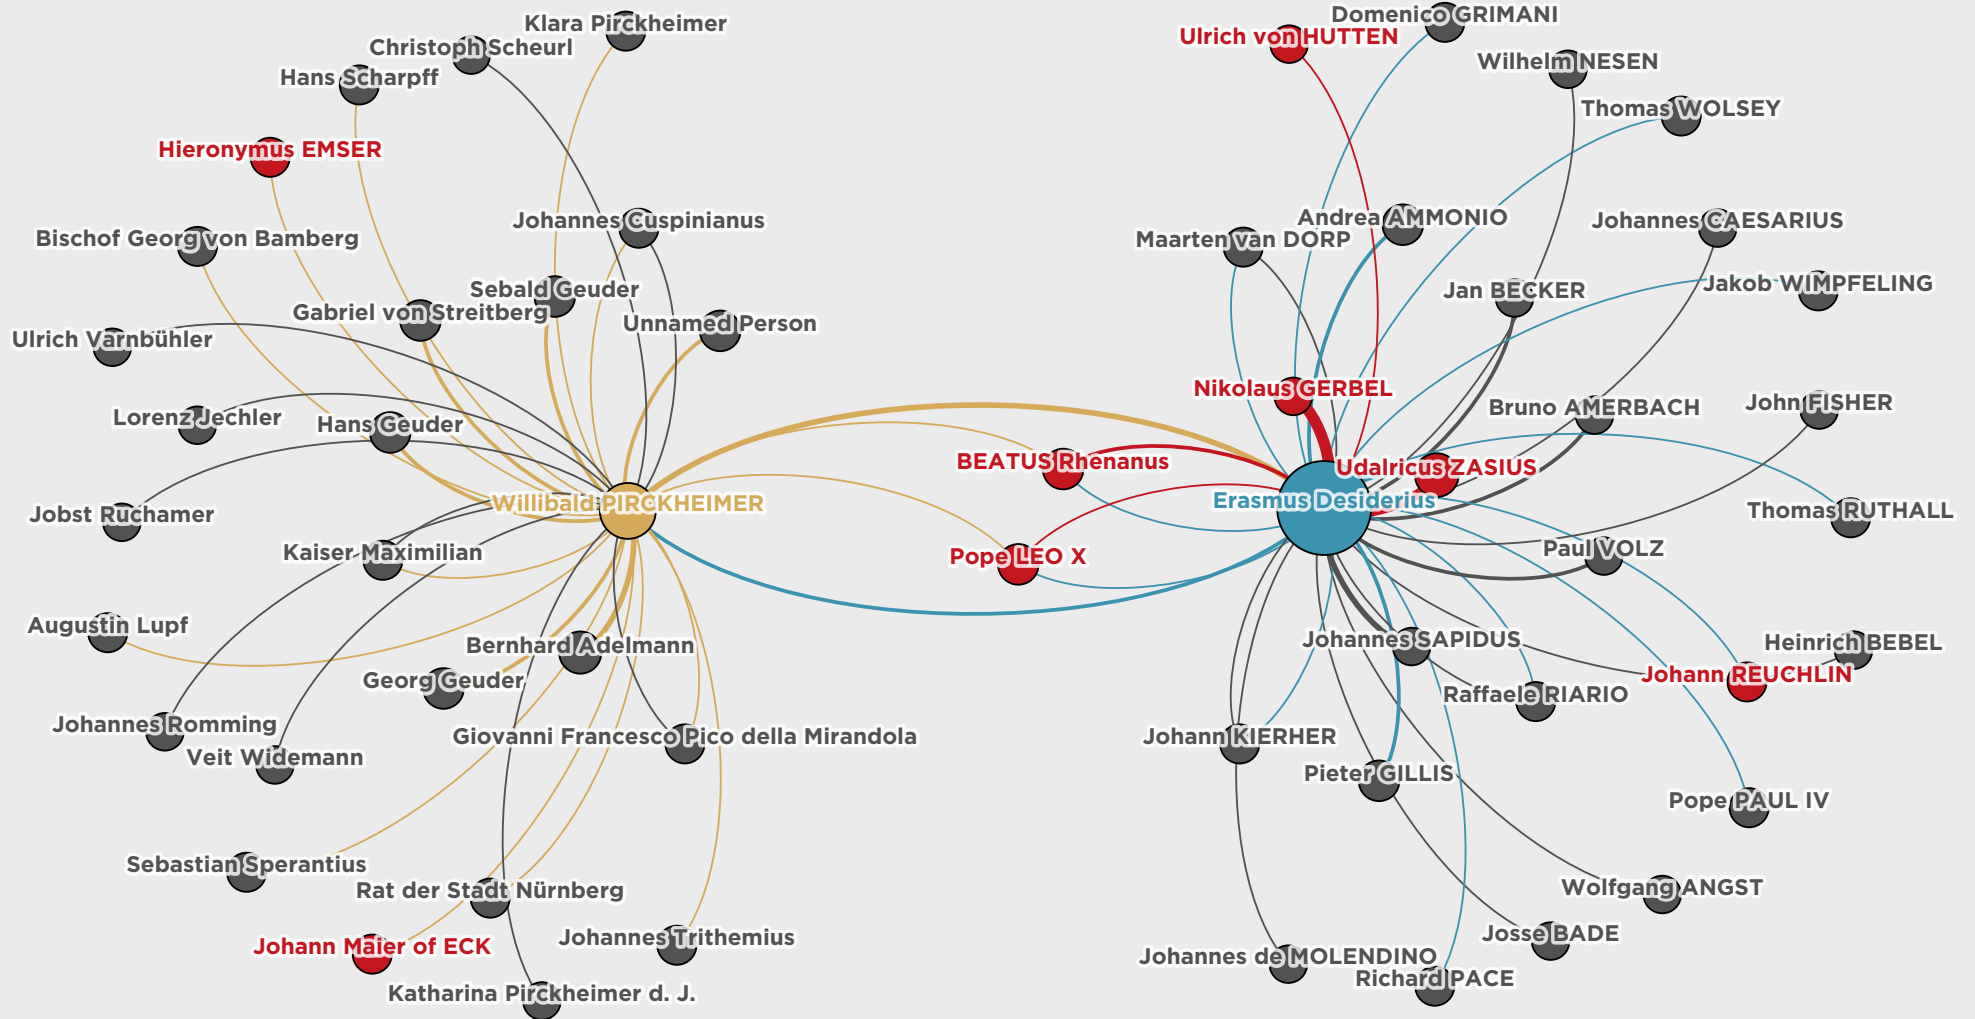 Klara Pirckheimer
Christoph Scheurl
Hans Scharpff
Hieronymus EMSER
Johannes Cuspinianus
Bischof Georg von Bamberg
Sebald Geuder
Gabriel von Streitberg
Unnamed Person
Ulrich Varnbühler
Lorenz Jechler
Hans Geuder
Willibald PIRCKHEIMER
Jobst Ruchamer
Kaiser Maximilian
Augustin Lupf
Bernhard Adelmann
Georg Geuder
Johannes Romming
Giovanni Francesco Pico della Mirandola
Veit Widemann
Sebastian Sperantius
Rat der Stadt Nürnberg
Johann Maier of ECK
Johannes Trithemius
Katharina Pirckheimer d. J.
BEATUS Rhenanus
Pope LEO X
Domenico GRIMANI
Ulrich von HUTTEN
Wilhelm NESEN
Thomas WOLSEY
Andrea AMMONIO
Johannes CAESARIUS
Maarten van DORP
Jakob WIMPFELING
Jan BECKER
Nikolaus GERBEL
John FISHER
Bruno AMERBACH
Udalricus ZASIUS
Erasmus Desiderius
Thomas RUTHALL
Paul VOLZ
Johannes SAPIDUS
Heinrich BEBEL
Johann REUCHLIN
Raffaele RIARIO
Johann KIERHER
Pieter GILLIS
Pope PAUL IV
Wolfgang ANGST
Josse BADE
Johannes de MOLENDINO
Richard PACE